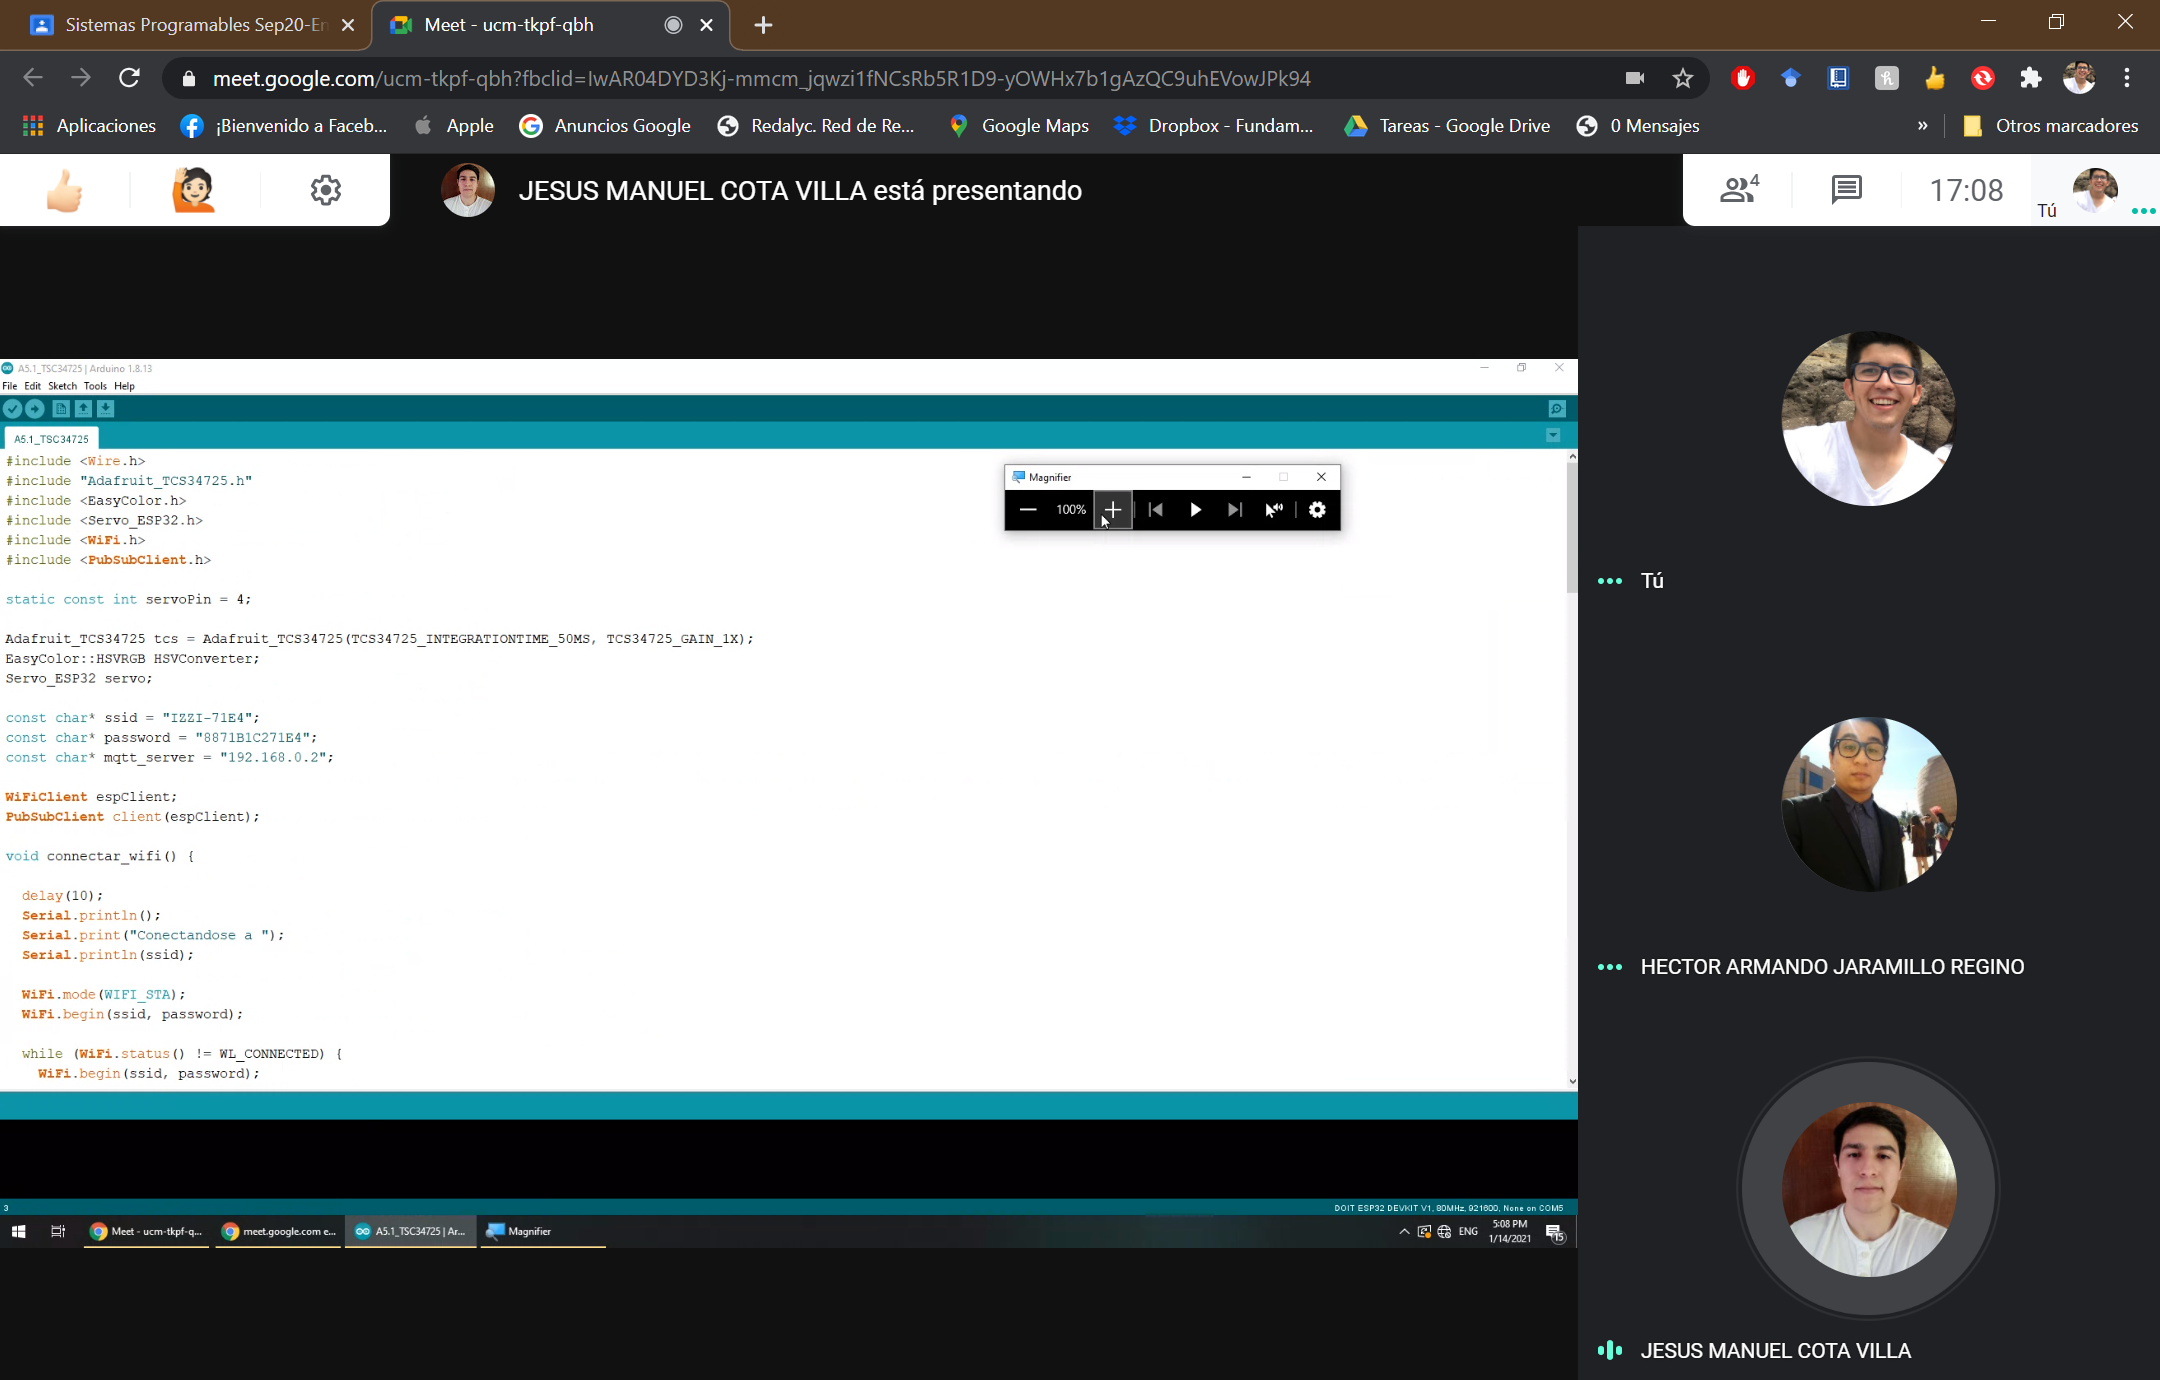 Sistemas Programables Sep20-En
Meet - ucm-tkpf-qbh
meet.google.com/ucm-tkpf-qbh?fbclid=IwAR04DYD3Kj-mmcm_jqwzi1fNCsRb5R1D9-yOWHx7b1gAzQC9uhEVowJPk94
Aplicaciones
¡Bienvenido a Faceb...
Apple
Anuncios Google
Redalyc. Red de Re...
Google Maps
Dropbox - Fundam...
Tareas - Google Drive
0 Mensajes
»
Otros marcadores
JESUS MANUEL COTA VILLA está presentando
4
17:08
Tú
A5.1_TSC34725 | Arduino 1.8.13
File Edit Sketch Tools Help
A5.1_TSC34725
#include <Wire.h>
#include "Adafruit_TCS34725.h"
#include <EasyColor.h>
#include <Servo_ESP32.h>
#include <WiFi.h>
#include <PubSubClient.h>
static const int servoPin = 4;
Adafruit_TCS34725 tcs = Adafruit_TCS34725(TCS34725_INTEGRATIONTIME_50MS, TCS34725_GAIN_1X);
EasyColor::HSVRGB HSVConverter;
Servo_ESP32 servo;
const char* ssid = "IZZI-71E4";
const char* password = "8871B1C271E4";
const char* mqtt_server = "192.168.0.2";
WiFiClient espClient;
PubSubClient client(espClient);
void connectar_wifi() {
delay(10);
Serial.println();
Serial.print("Conectandose a ");
Serial.println(ssid);
WiFi.mode(WIFI_STA);
WiFi.begin(ssid, password);
while (WiFi.status() != WL_CONNECTED) {
WiFi.begin(ssid, password);
Magnifier
100%
3
DOIT ESP32 DEVKIT V1, 80MHz, 921600, None on COM5
Meet - ucm-tkpf-q...
meet.google.com e...
A5.1_TSC34725 | Ar...
Magnifier
ENG
5:08 PM
1/14/2021
15
Tú
HECTOR ARMANDO JARAMILLO REGINO
JESUS MANUEL COTA VILLA